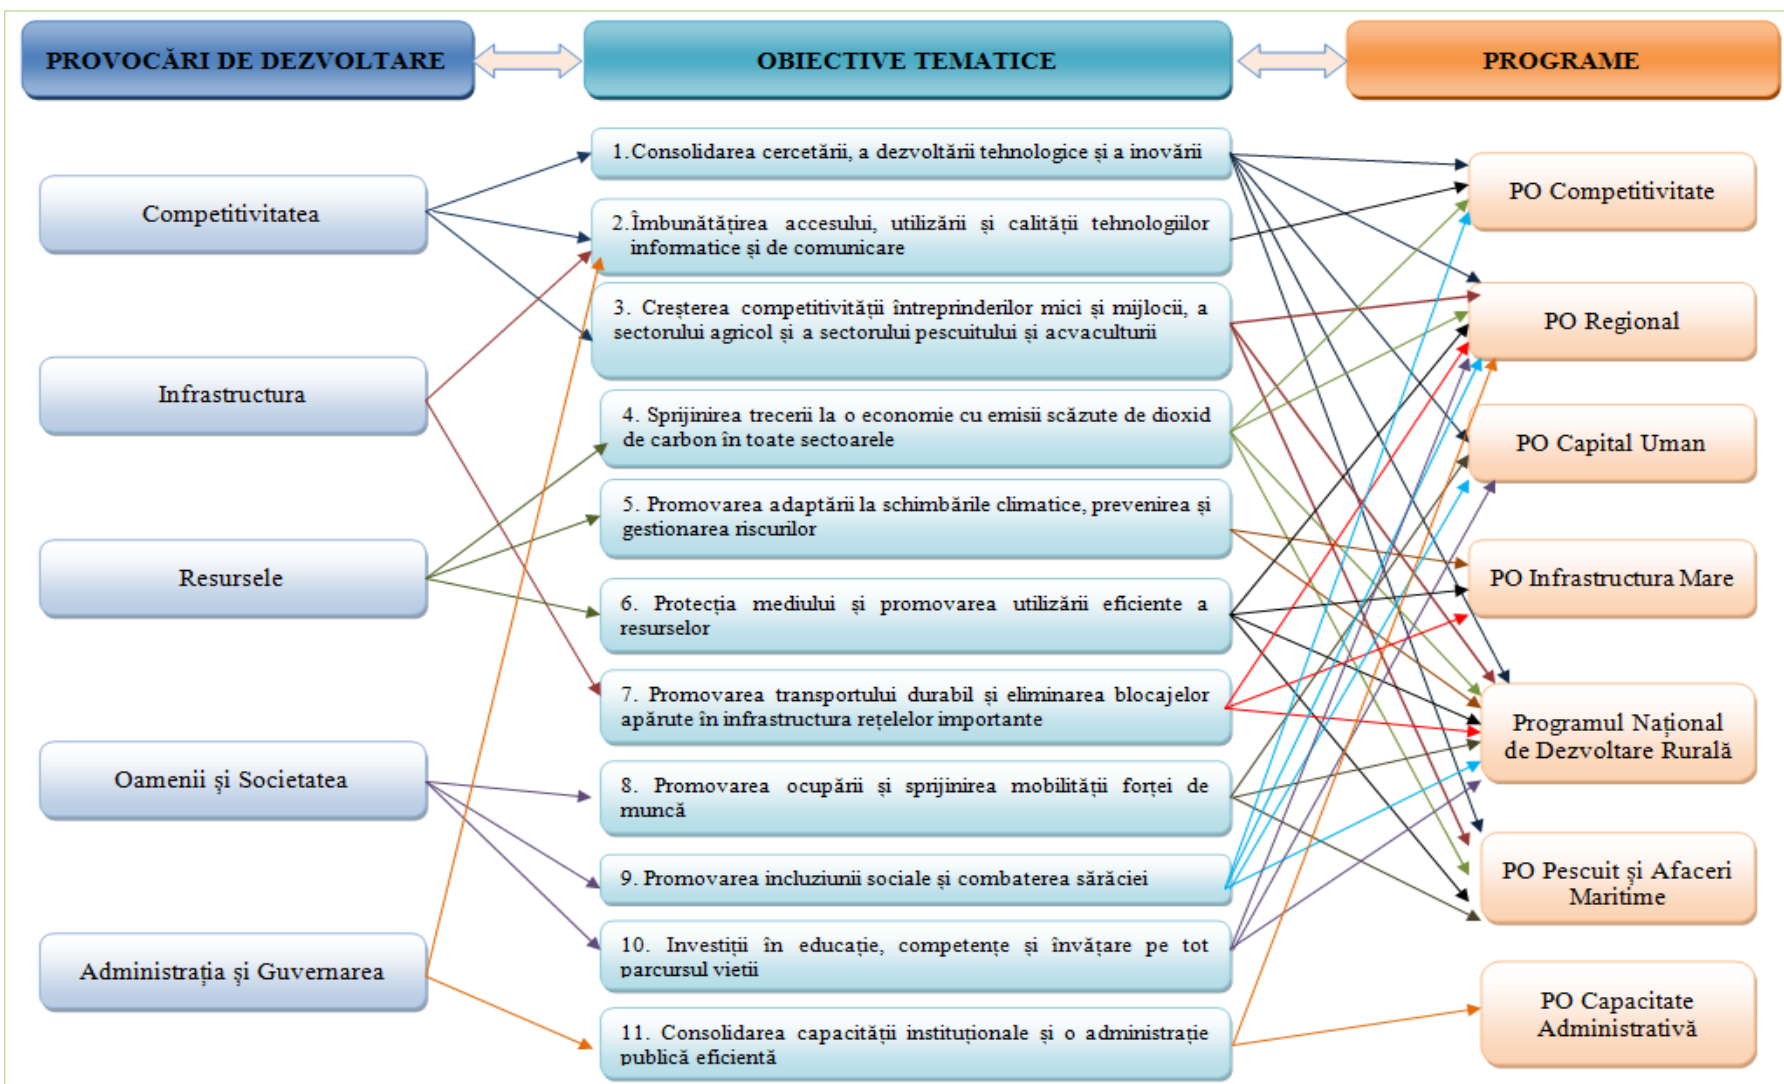 PROVOCĂRI DE DEZVOLTARE
OBIECTIVE TEMATICE
PROGRAME
Competitivitatea
Infrastructura
Resursele
Oamenii și Societatea
Administrația și Guvernarea
1. Consolidarea cercetării, a dezvoltării tehnologice și a inovării
2. Îmbunătățirea accesului, utilizării și calității tehnologiilor
informatice și de comunicare
3. Creșterea competitivității întreprinderilor mici și mijlocii, a
sectorului agricol și a sectorului pescuitului și acvaculturii
4. Sprijinirea trecerii la o economie cu emisii scăzute de dioxid
de carbon în toate sectoarele
5. Promovarea adaptării la schimbările climatice, prevenirea și
gestionarea riscurilor
6. Protecția mediului și promovarea utilizării eficiente a
resurselor
7. Promovarea transportului durabil și eliminarea blocajelor
apărute în infrastructura rețelelor importante
8. Promovarea ocupării și sprijinirea mobilității forței de
muncă
9. Promovarea incluziunii sociale și combaterea sărăciei
10. Investiții în educație, competențe și învățare pe tot
parcursul vieții
11. Consolidarea capacității instituționale și o administrație
publică eficientă
PO Competitivitate
PO Regional
PO Capital Uman
PO Infrastructura Mare
Programul Național
de Dezvoltare Rurală
PO Pescuit și Afaceri
Maritime
PO Capacitate
Administrativă